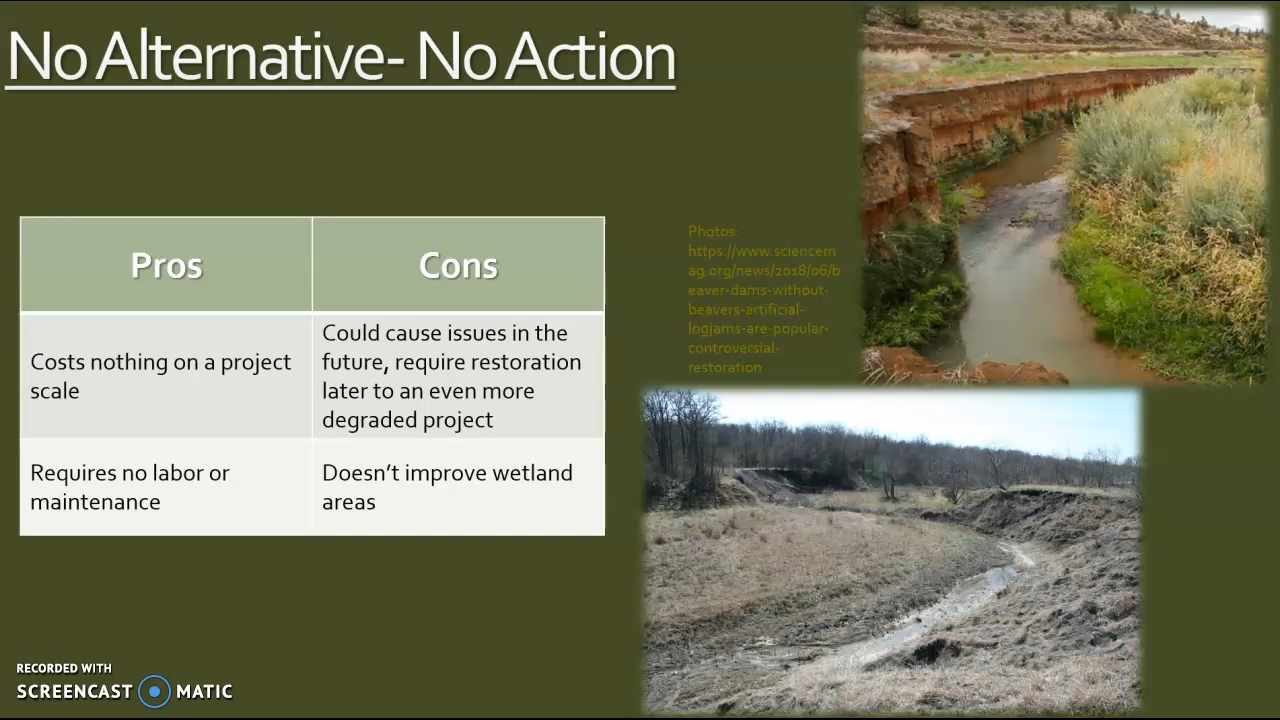 No Alternative- No Action
Pros
Cons
Costs nothing on a project
scale
Could cause issues in the
future, require restoration
later to an even more
degraded project
Requires no labor or
maintenance
Doesn’t improve wetland
areas
Photos:
https://www.sciencem
ag.org/news/2018/06/b
eaver-dams-without-
beavers-artificial-
logjams-are-popular-
controversial-
restoration
RECORDED WITH
SCREENCAST MATIC